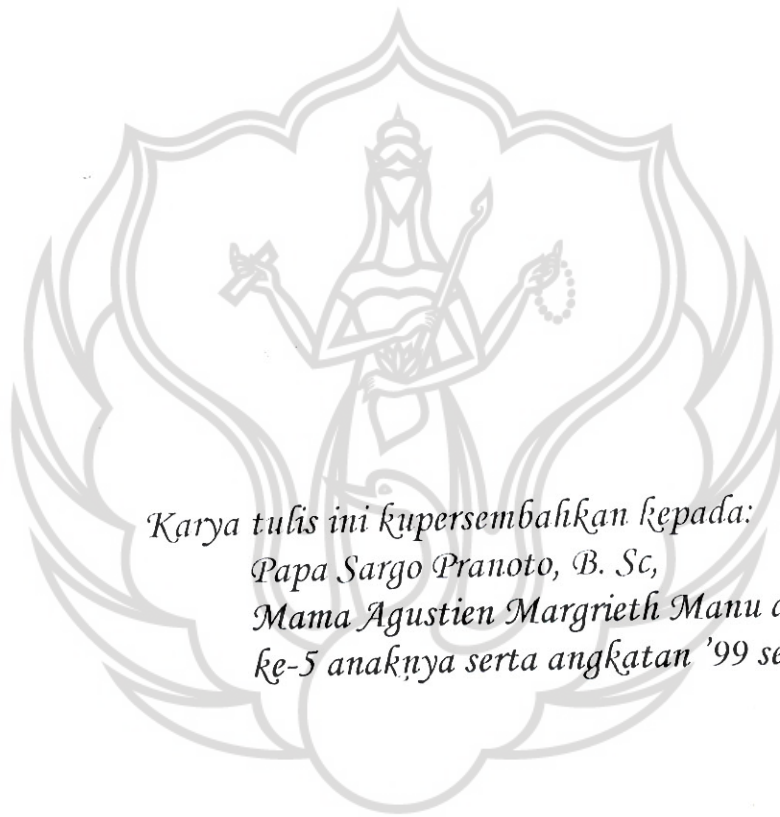 Karya tulis ini kupersembahkan kepada:
Papa Sargo Pranoto, B. Sc,
Mama Agustien Margrieth Manu
ke-5 anaknya serta angkatan '99